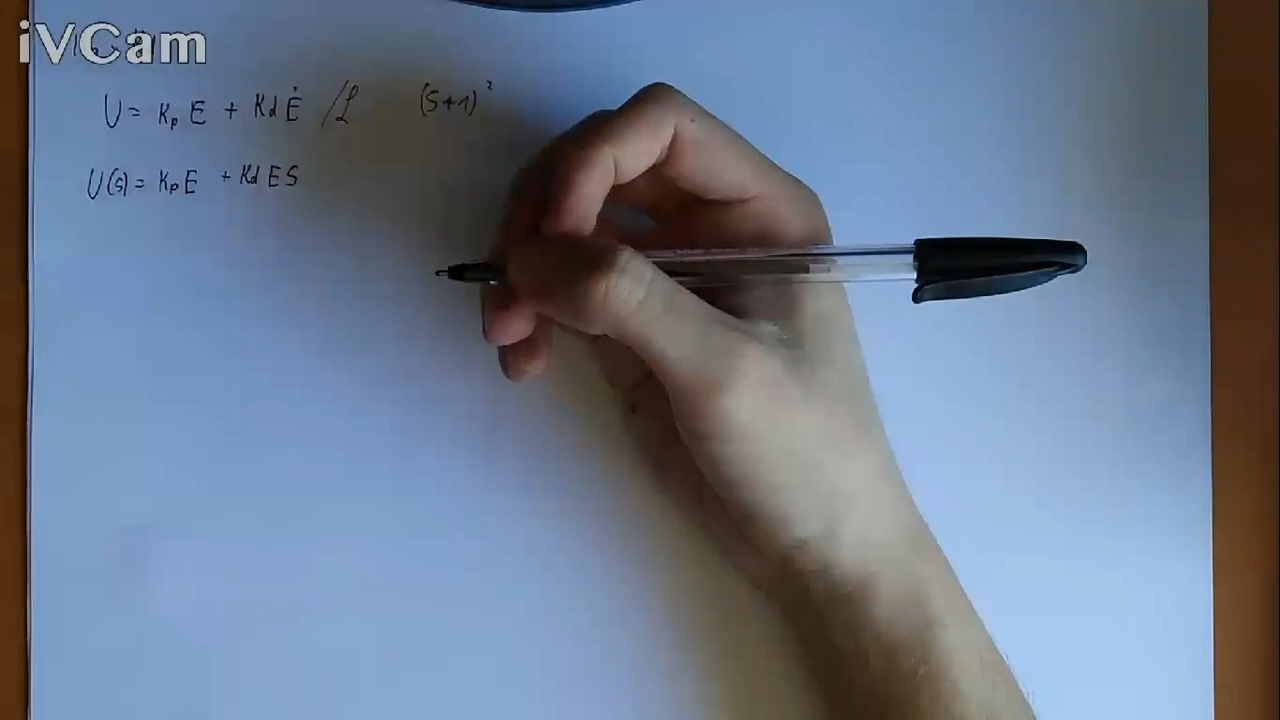 iVCam
U = Kp E + Kd Ė /ℒ (s+1)²
U(s) = Kp E + Kd E S